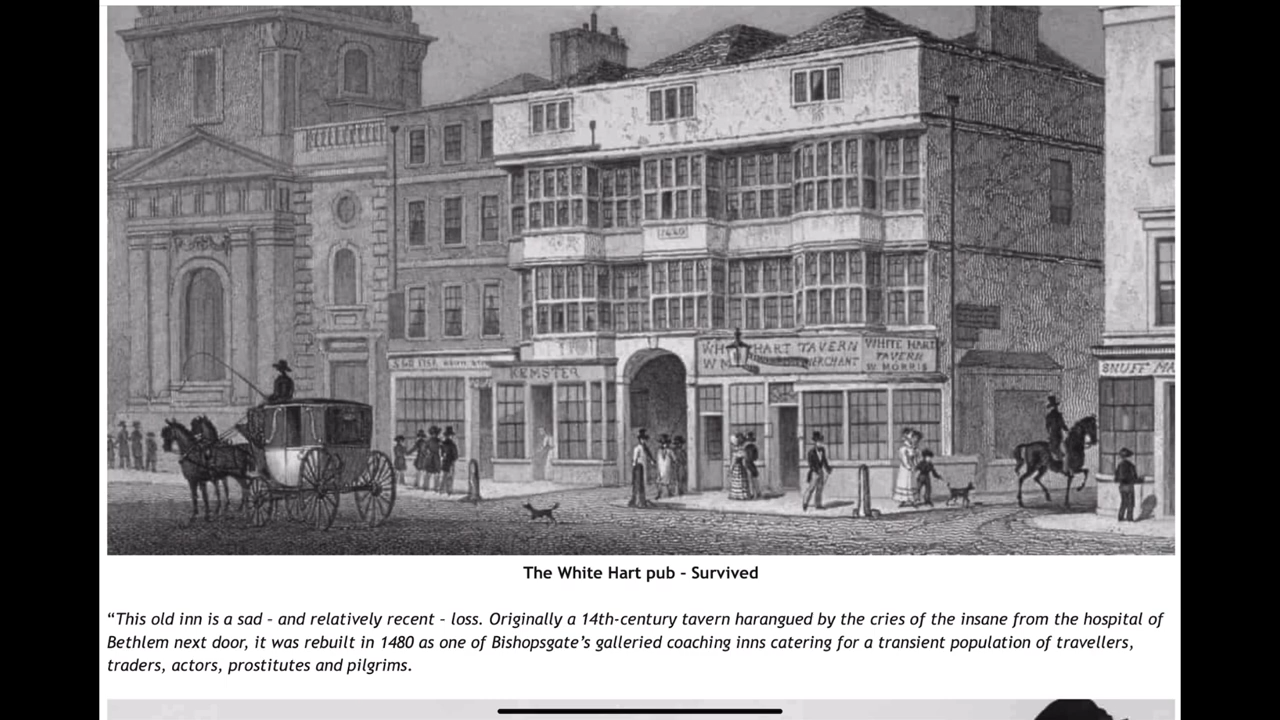 1480
KEMSTER
HART TAVERN
MERCHANT
WHITE HART
TAVERN
W MORRIS
SNUFF MA
The White Hart pub – Survived
“This old inn is a sad – and relatively recent – loss. Originally a 14th-century tavern harangued by the cries of the insane from the hospital of
Bethlem next door, it was rebuilt in 1480 as one of Bishopsgate’s galleried coaching inns catering for a transient population of travellers,
traders, actors, prostitutes and pilgrims.